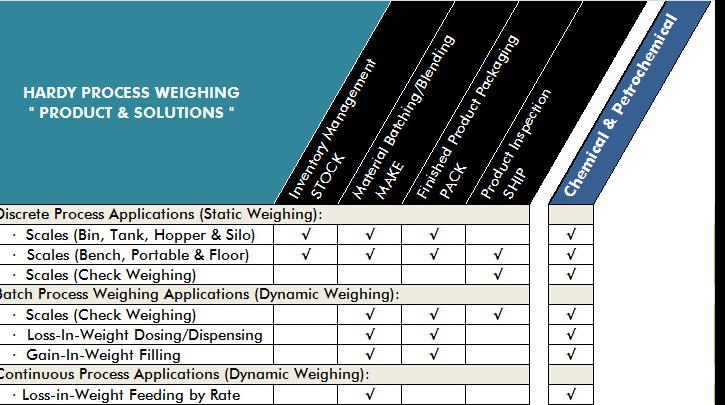 HARDY PROCESS WEIGHING
" PRODUCT & SOLUTIONS "
Inventory Management
STOCK
Material Batching/Blending
MAKE
Finished Product Packaging
PACK
Product Inspection
SHIP
Chemical & Petrochemical
Discrete Process Applications (Static Weighing):
· Scales (Bin, Tank, Hopper & Silo) √ √ √ √
· Scales (Bench, Portable & Floor) √ √ √ √ √
· Scales (Check Weighing) √ √
Batch Process Weighing Applications (Dynamic Weighing):
· Scales (Check Weighing) √ √ √ √
· Loss-In-Weight Dosing/Dispensing √ √ √
· Gain-In-Weight Filling √ √ √
Continuous Process Applications (Dynamic Weighing):
· Loss-in-Weight Feeding by Rate √ √